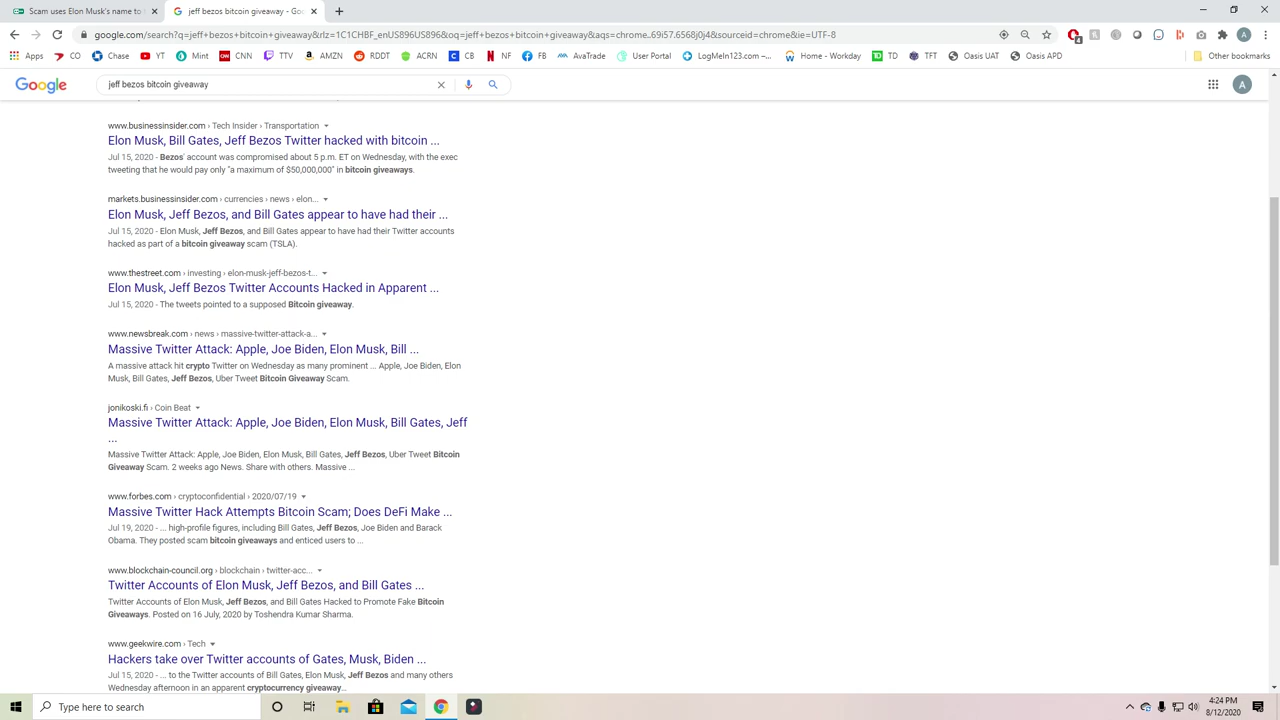 Scam uses Elon Musk's name to b
jeff bezos bitcoin giveaway - Goo
google.com/search?q=jeff+bezos+bitcoin+giveaway&rlz=1C1CHBF_enUS896US896&oq=jeff+bezos+bitcoin+giveaway&aqs=chrome..69i57.6568j0j4&sourceid=chrome&ie=UTF-8
Apps CO Chase YT Mint CNN TTV AMZN RDDT ACRN CB NF FB AvaTrade User Portal LogMeIn123.com –... Home - Workday TD TFT Oasis UAT Oasis APD Other bookmarks
Google jeff bezos bitcoin giveaway A
www.businessinsider.com › Tech Insider › Transportation
Elon Musk, Bill Gates, Jeff Bezos Twitter hacked with bitcoin ...
Jul 15, 2020 - Bezos' account was compromised about 5 p.m. ET on Wednesday, with the exec
tweeting that he would pay only "a maximum of $50,000,000" in bitcoin giveaways.
markets.businessinsider.com › currencies › news › elon...
Elon Musk, Jeff Bezos, and Bill Gates appear to have had their ...
Jul 15, 2020 - Elon Musk, Jeff Bezos, and Bill Gates appear to have had their Twitter accounts
hacked as part of a bitcoin giveaway scam (TSLA).
www.thestreet.com › investing › elon-musk-jeff-bezos-t...
Elon Musk, Jeff Bezos Twitter Accounts Hacked in Apparent ...
Jul 15, 2020 - The tweets pointed to a supposed Bitcoin giveaway.
www.newsbreak.com › news › massive-twitter-attack-a...
Massive Twitter Attack: Apple, Joe Biden, Elon Musk, Bill ...
A massive attack hit crypto Twitter on Wednesday as many prominent ... Apple, Joe Biden, Elon
Musk, Bill Gates, Jeff Bezos, Uber Tweet Bitcoin Giveaway Scam.
jonikoski.fi › Coin Beat
Massive Twitter Attack: Apple, Joe Biden, Elon Musk, Bill Gates, Jeff
...
Massive Twitter Attack: Apple, Joe Biden, Elon Musk, Bill Gates, Jeff Bezos, Uber Tweet Bitcoin
Giveaway Scam. 2 weeks ago News. Share with others. Massive ...
www.forbes.com › cryptoconfidential › 2020/07/19
Massive Twitter Hack Attempts Bitcoin Scam; Does DeFi Make ...
Jul 19, 2020 - ... high-profile figures, including Bill Gates, Jeff Bezos, Joe Biden and Barack
Obama. They posted scam bitcoin giveaways and enticed users to ...
www.blockchain-council.org › blockchain › twitter-acc...
Twitter Accounts of Elon Musk, Jeff Bezos, and Bill Gates ...
Twitter Accounts of Elon Musk, Jeff Bezos, and Bill Gates Hacked to Promote Fake Bitcoin
Giveaways. Posted on 16 July, 2020 by Toshendra Kumar Sharma.
www.geekwire.com › Tech
Hackers take over Twitter accounts of Gates, Musk, Biden ...
Jul 15, 2020 - ... to the Twitter accounts of Bill Gates, Elon Musk, Jeff Bezos and many others
Wednesday afternoon in an apparent cryptocurrency giveaway...
Type here to search
4:24 PM
8/12/2020